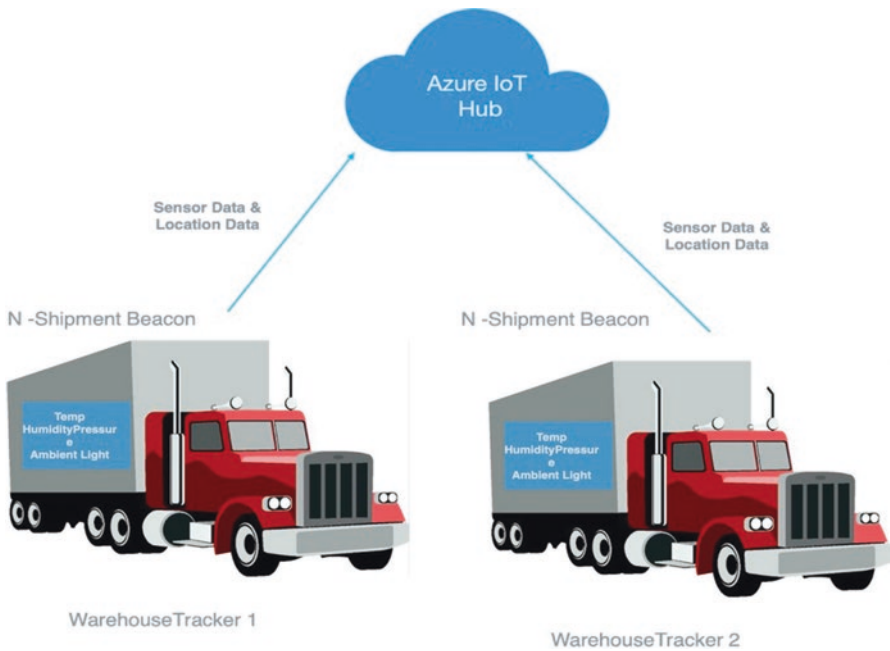 Azure IoT
Hub
Sensor Data &
Location Data
Sensor Data &
Location Data
N -Shipment Beacon
N -Shipment Beacon
Temp
HumidityPressur
e
Ambient Light
Temp
HumidityPressur
e
Ambient Light
WarehouseTracker 1
WarehouseTracker 2